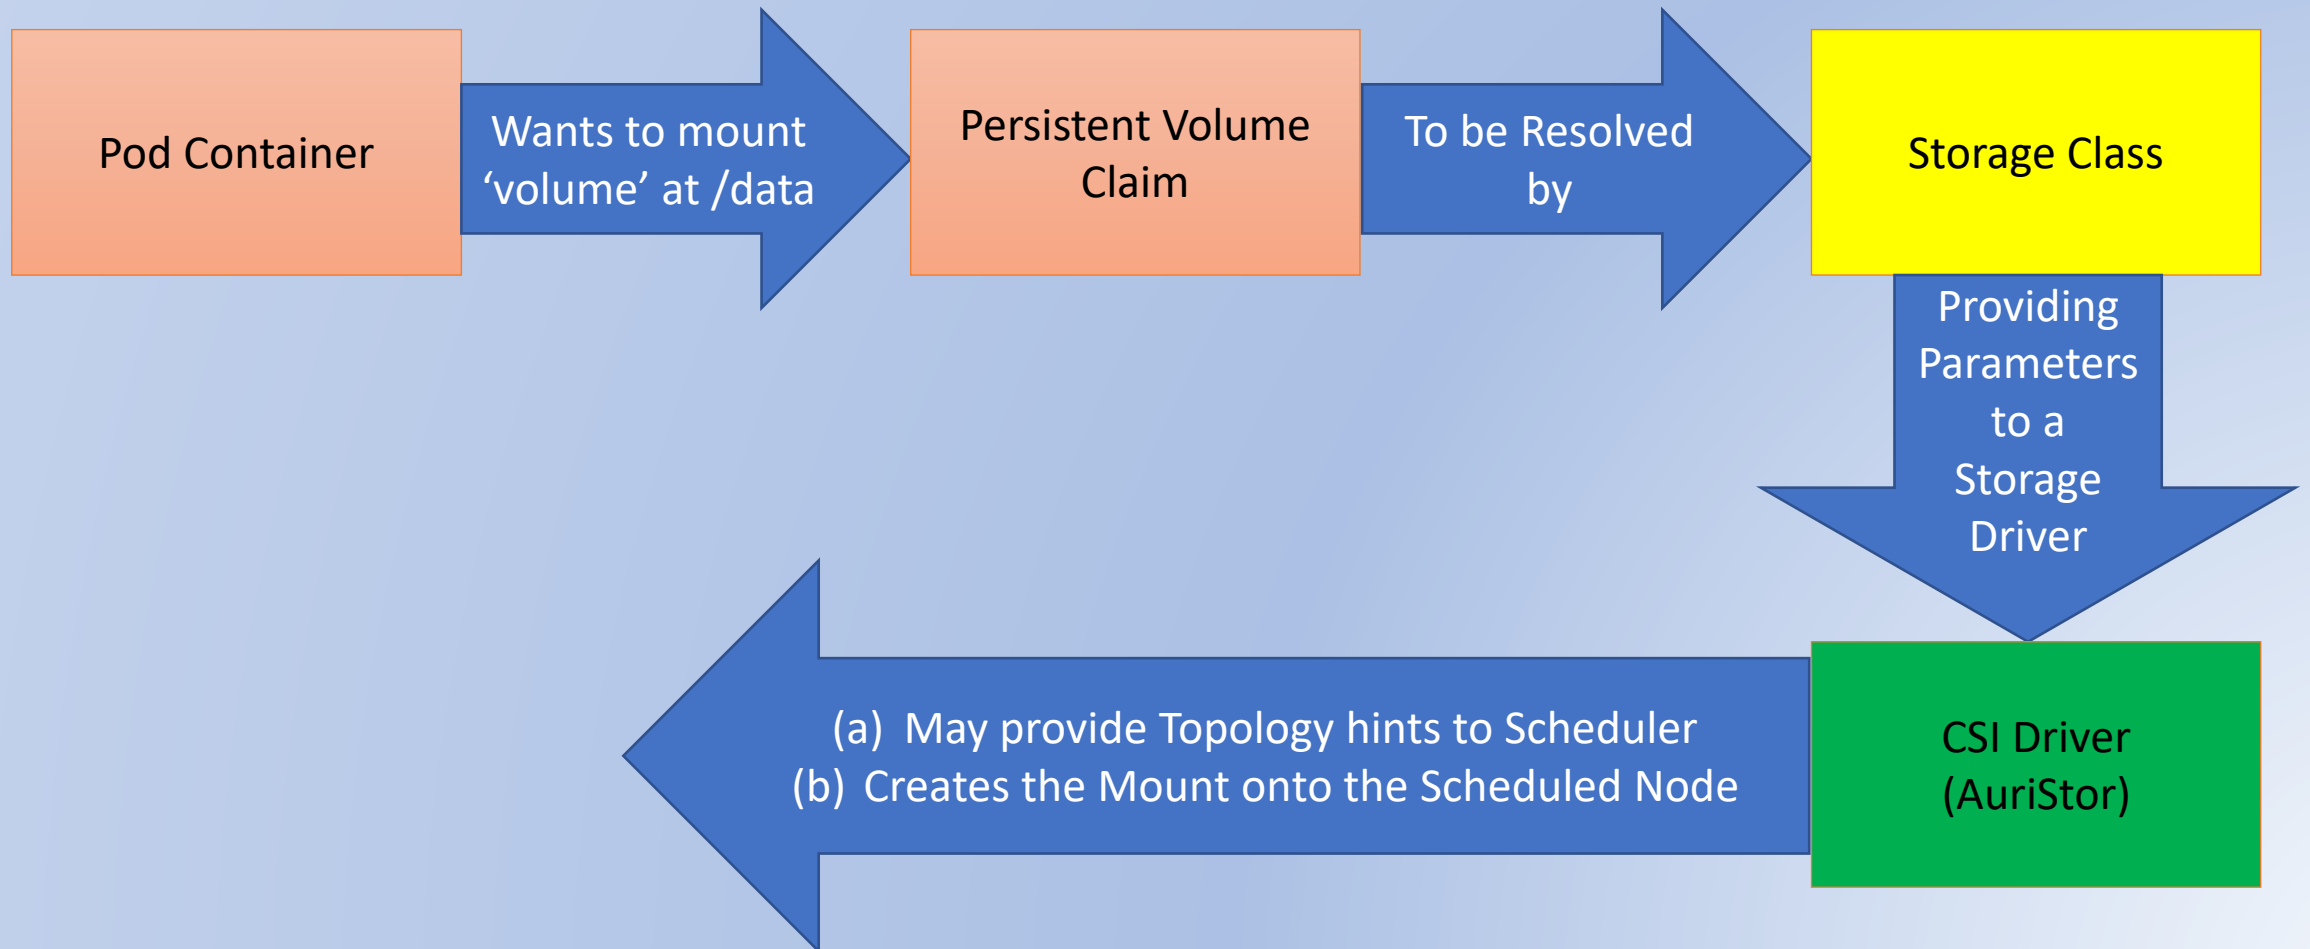 Pod Container
Wants to mount
‘volume’ at /data
Persistent Volume
Claim
To be Resolved
by
Storage Class
Providing
Parameters
to a
Storage
Driver
CSI Driver
(AuriStor)
(a) May provide Topology hints to Scheduler
(b) Creates the Mount onto the Scheduled Node